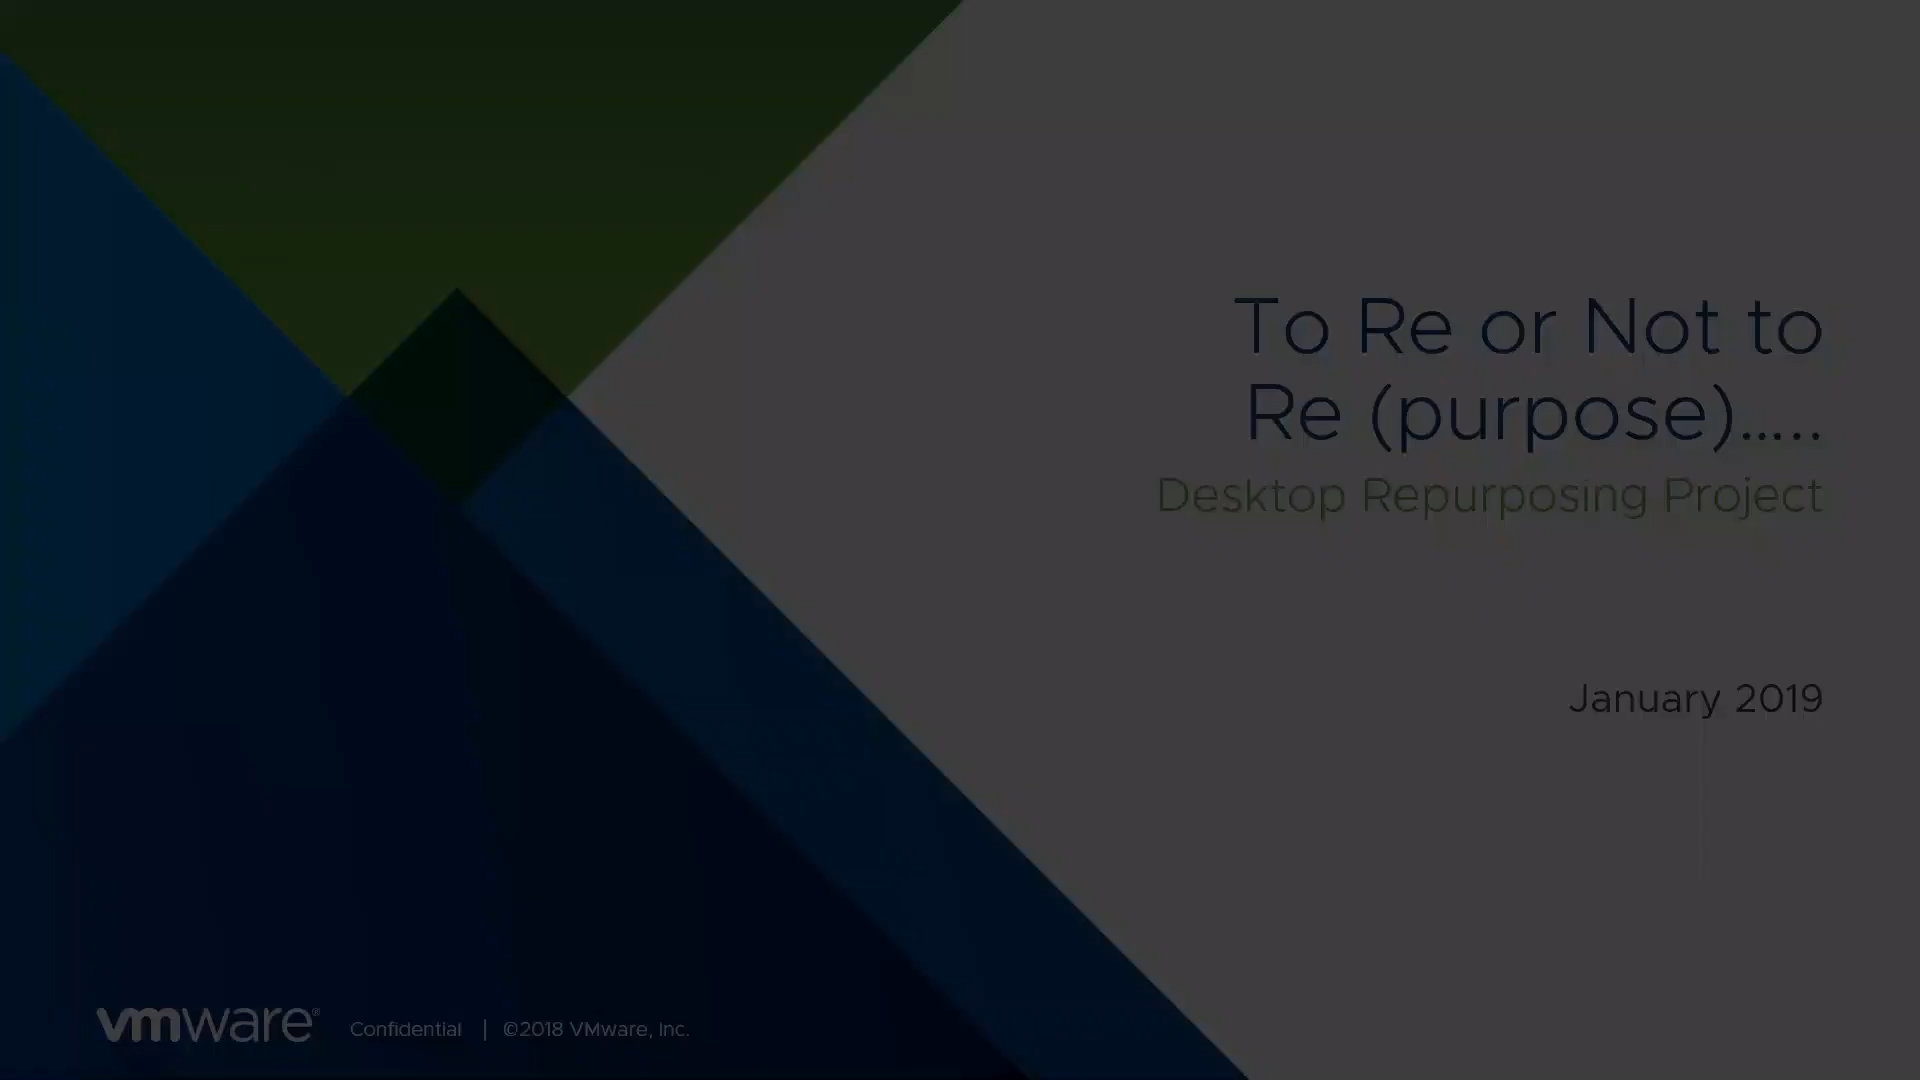 To Re or Not to
Re (purpose).....
Desktop Repurposing Project
January 2019
vmware® Confidential | ©2018 VMware, Inc.